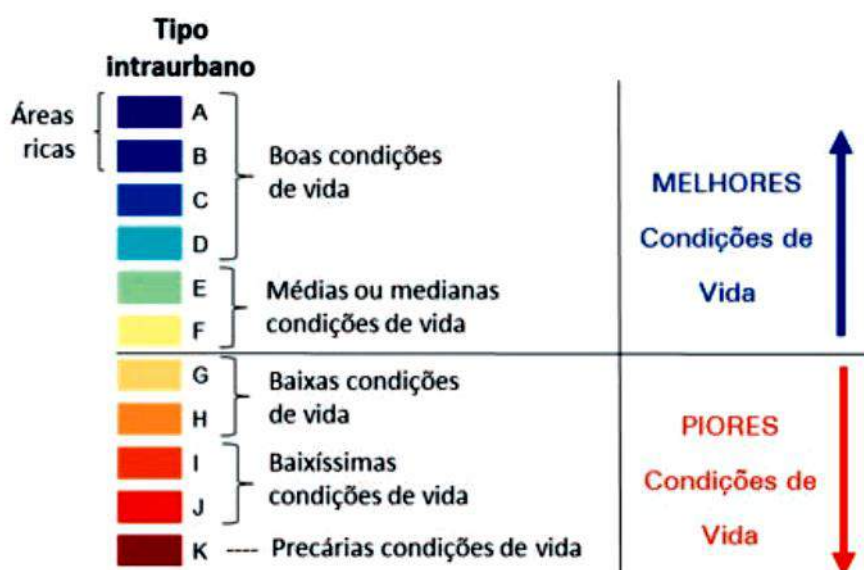 Tipo
intraurbano
Áreas
ricas
A
B
C
D
Boas condições
de vida
E
F
Médias ou medianas
condições de vida
G
H
Baixas condições
de vida
I
J
Baixíssimas
condições de vida
K ---- Precárias condições de vida
MELHORES
Condições de
Vida
PIORES
Condições de
Vida